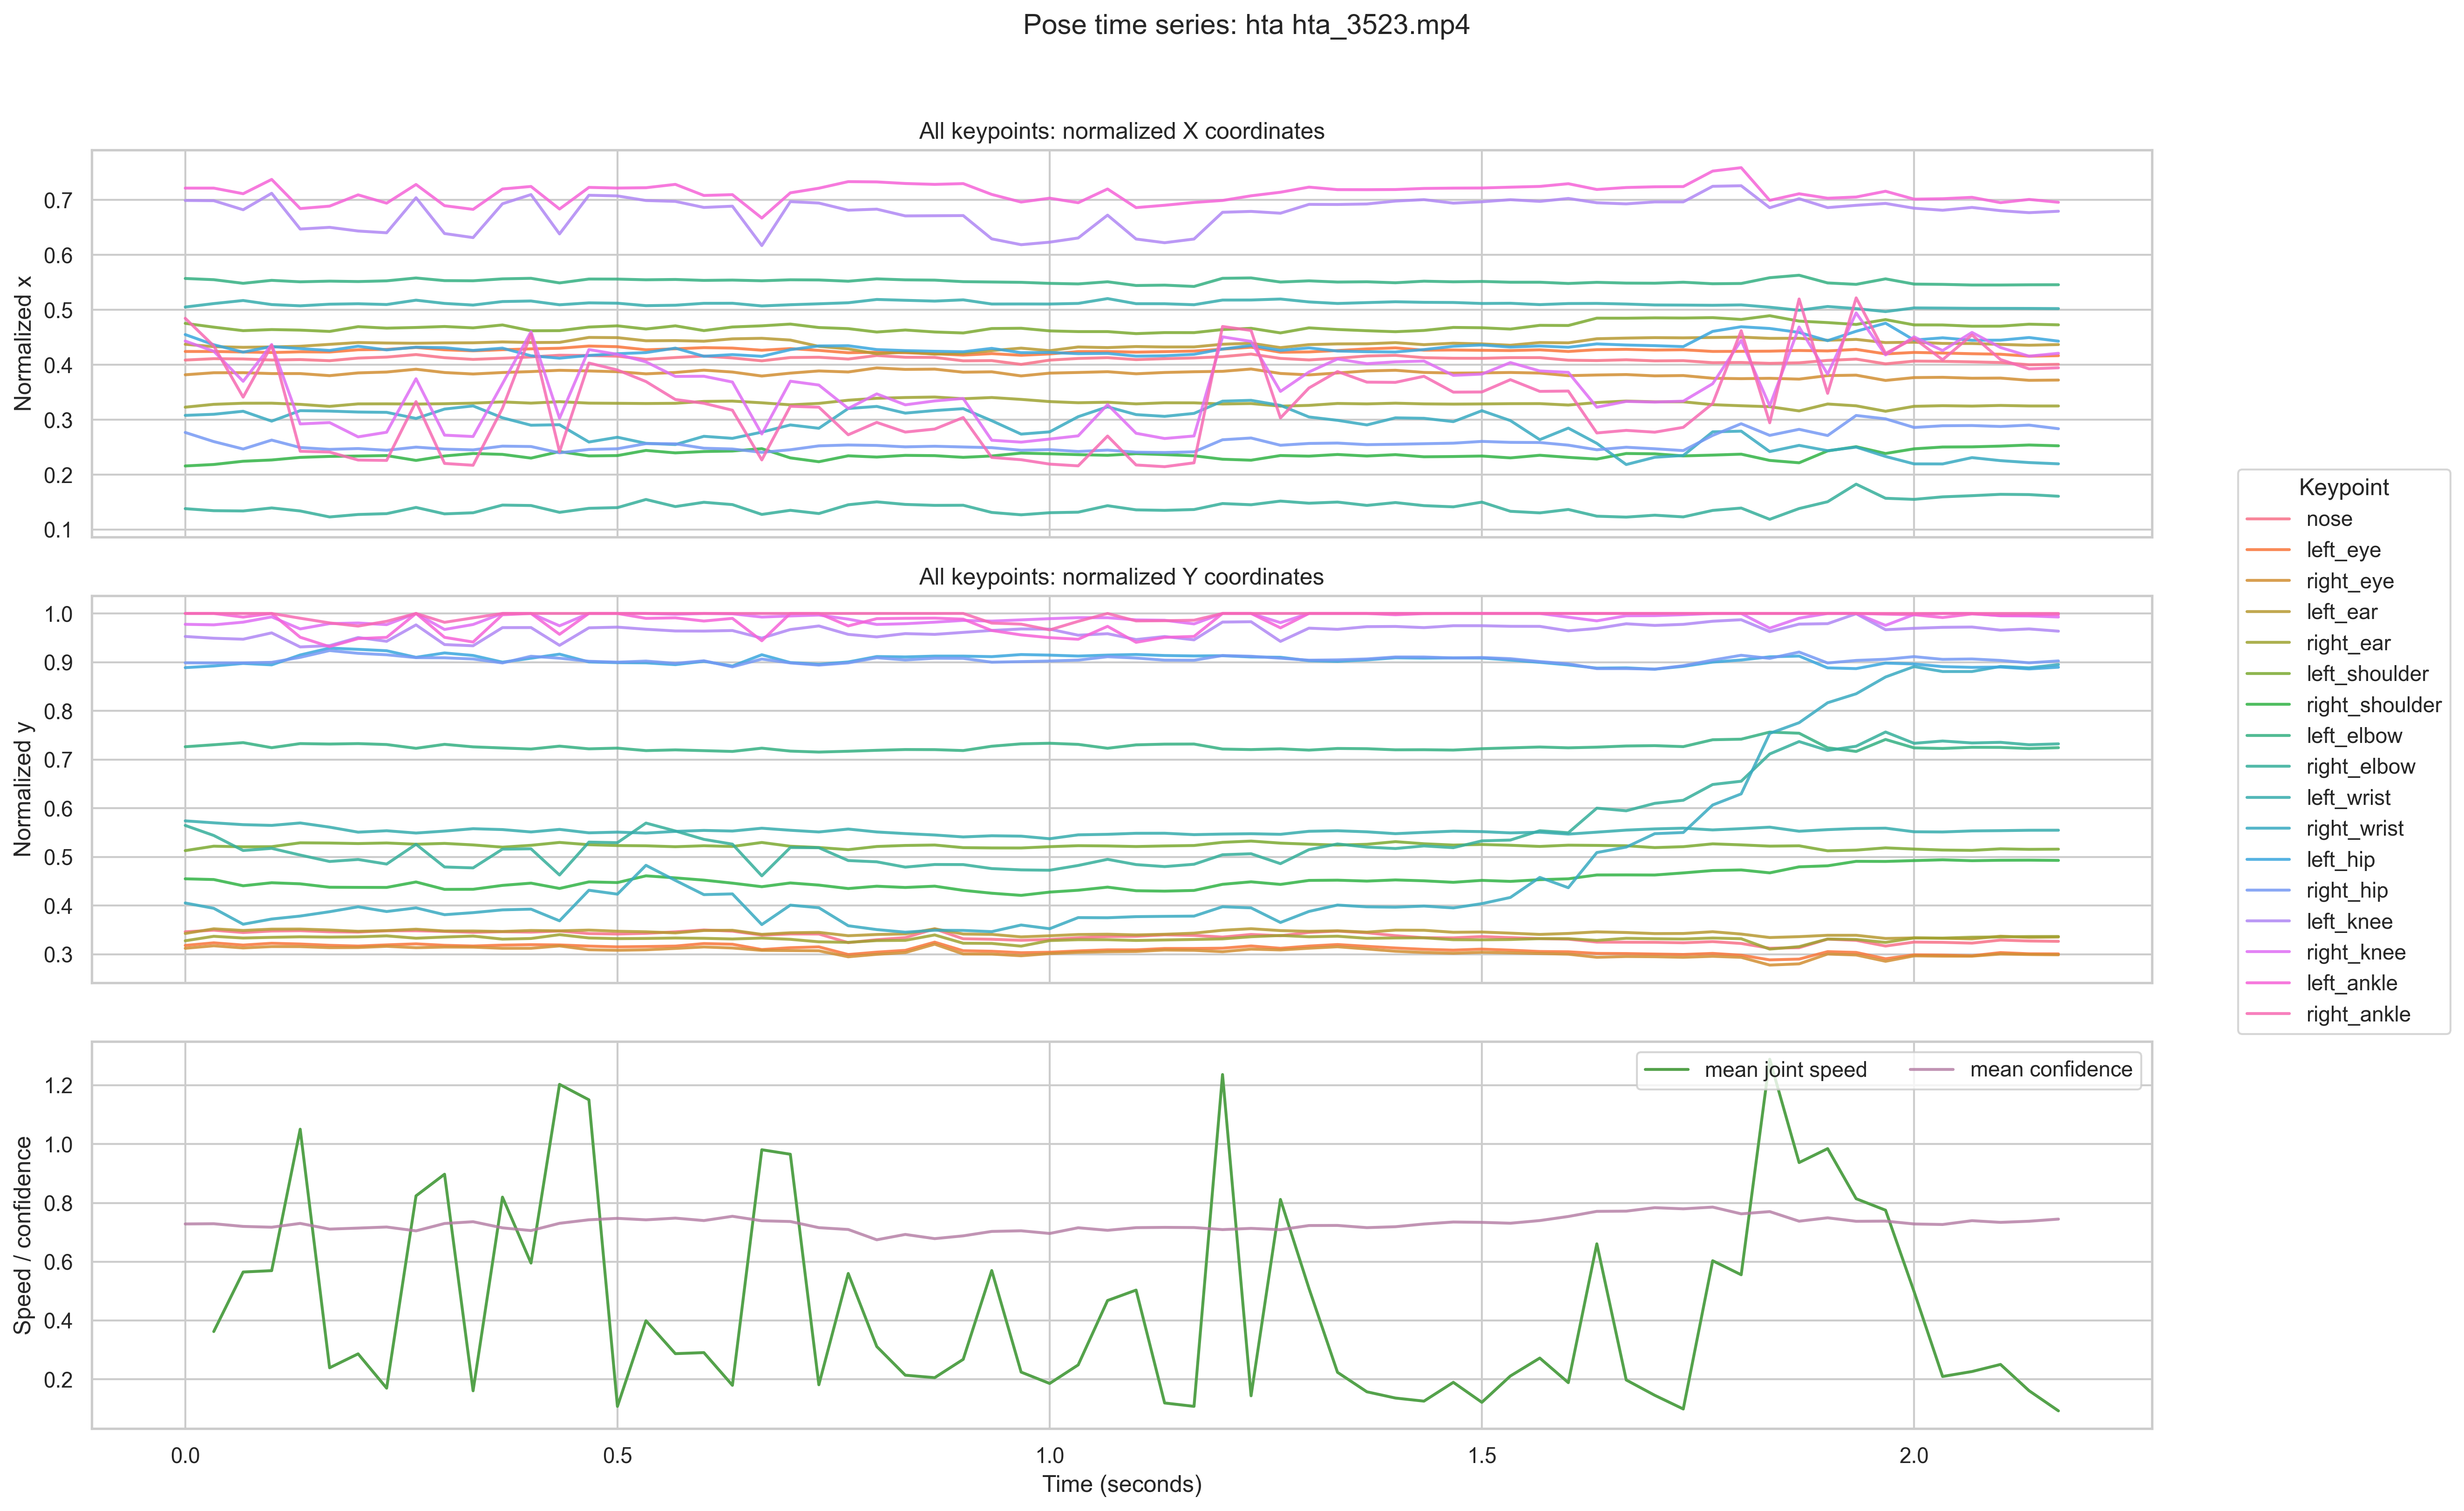 Pose time series: hta hta_3523.mp4
All keypoints: normalized X coordinates
Normalized x
0.7
0.6
0.5
0.4
0.3
0.2
0.1
All keypoints: normalized Y coordinates
Normalized y
1.0
0.9
0.8
0.7
0.6
0.5
0.4
0.3
Keypoint
nose
left_eye
right_eye
left_ear
right_ear
left_shoulder
right_shoulder
left_elbow
right_elbow
left_wrist
right_wrist
left_hip
right_hip
left_knee
right_knee
left_ankle
right_ankle
Speed / confidence
1.2
1.0
0.8
0.6
0.4
0.2
mean joint speed mean confidence
0.0 0.5 1.0 1.5 2.0
Time (seconds)